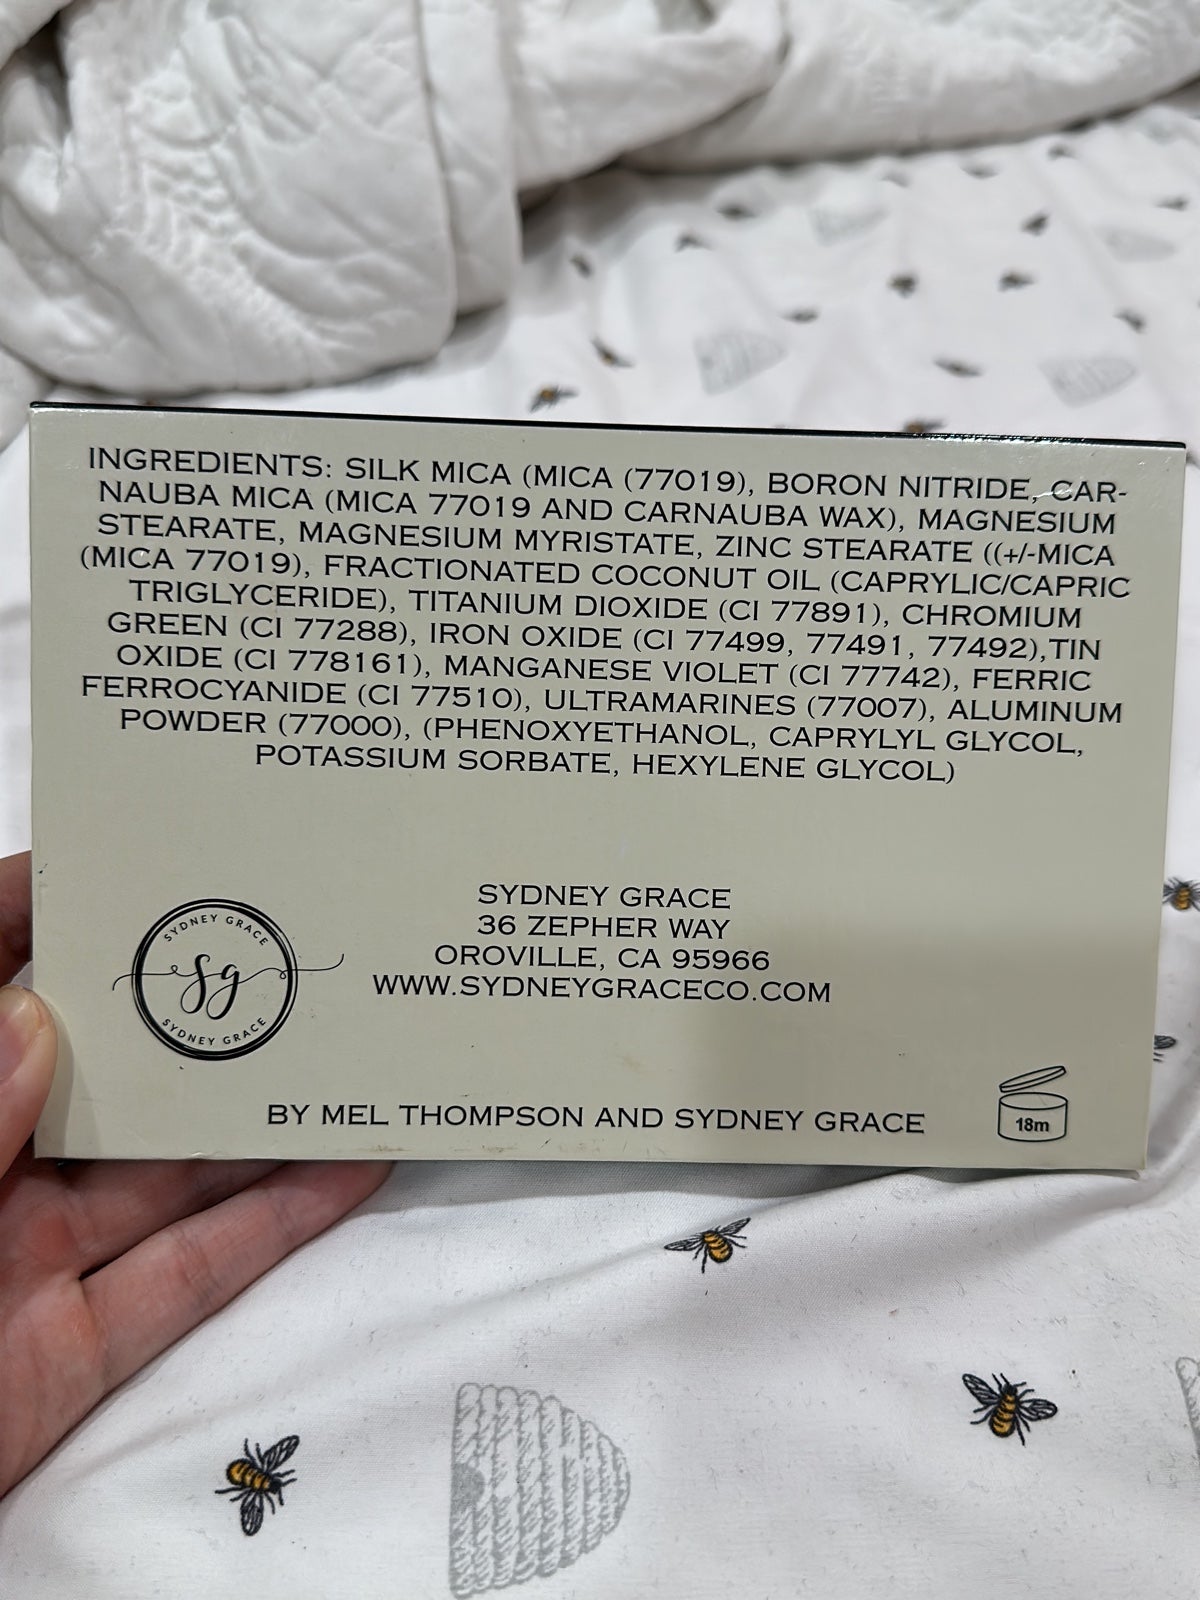 INGREDIENTS: SILK MICA (MICA (77019), BORON NITRIDE, CAR-
NAUBA MICA (MICA 77019 AND CARNAUBA WAX), MAGNESIUM
STEARATE, MAGNESIUM MYRISTATE, ZINC STEARATE ((+/-MICA
(MICA 77019), FRACTIONATED COCONUT OIL (CAPRYLIC/CAPRIC
TRIGLYCERIDE), TITANIUM DIOXIDE (CI 77891), CHROMIUM
GREEN (CI 77288), IRON OXIDE (CI 77499, 77491, 77492),TIN
OXIDE (CI 778161), MANGANESE VIOLET (CI 77742), FERRIC
FERROCYANIDE (CI 77510), ULTRAMARINES (77007), ALUMINUM
POWDER (77000), (PHENOXYETHANOL, CAPRYLYL GLYCOL,
POTASSIUM SORBATE, HEXYLENE GLYCOL)
SYDNEY GRACE
36 ZEPHER WAY
OROVILLE, CA 95966
WWW.SYDNEYGRACECO.COM
SYDNEY GRACE
sg
SYDNEY GRACE
BY MEL THOMPSON AND SYDNEY GRACE
18m